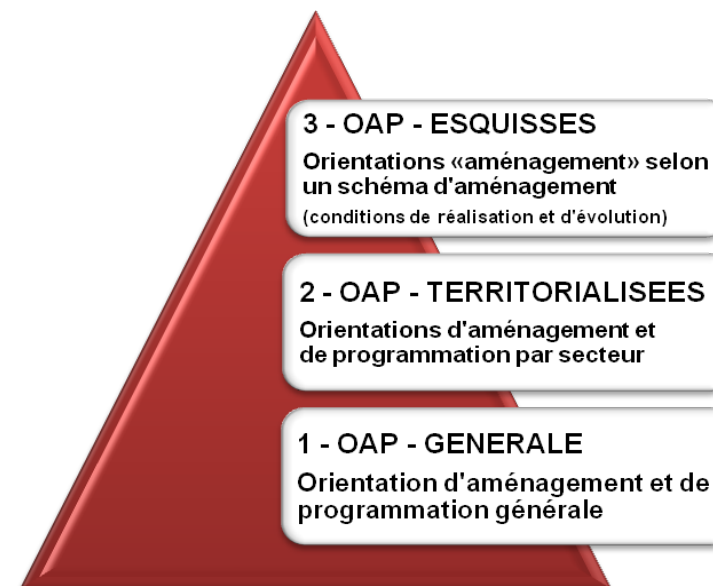 3 - OAP - ESQUISSES
Orientations «aménagement» selon
un schéma d'aménagement
(conditions de réalisation et d'évolution)
2 - OAP - TERRITORIALISEES
Orientations d'aménagement et
de programmation par secteur
1 - OAP - GENERALE
Orientation d'aménagement et de
programmation générale